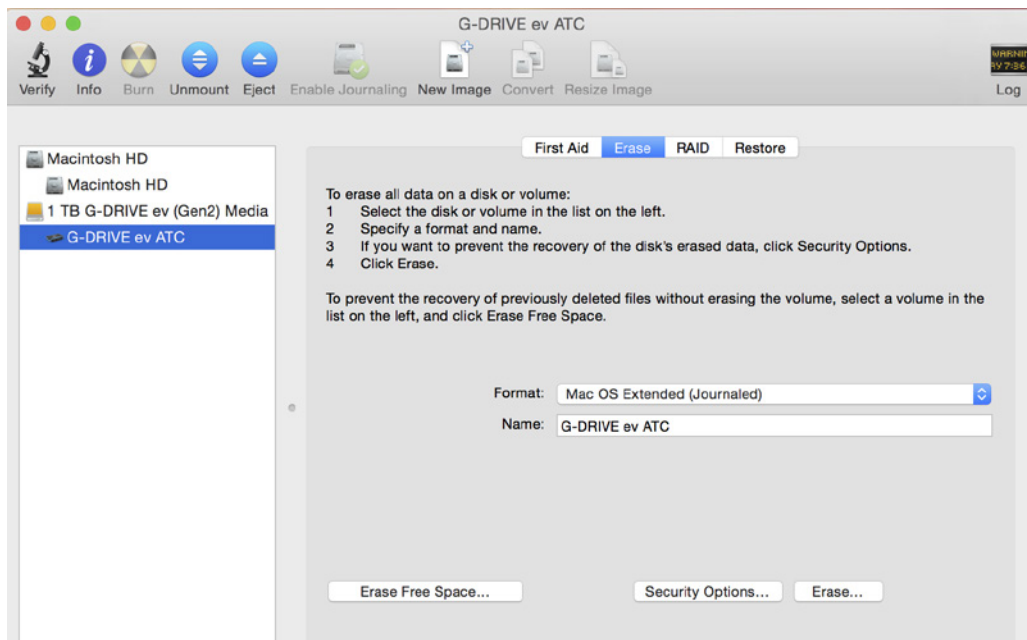 G-DRIVE ev ATC
Verify Info Burn Unmount Eject Enable Journaling New Image Convert Resize Image Log
Macintosh HD
Macintosh HD
1 TB G-DRIVE ev (Gen2) Media
G-DRIVE ev ATC
First Aid Erase RAID Restore
To erase all data on a disk or volume:
1 Select the disk or volume in the list on the left.
2 Specify a format and name.
3 If you want to prevent the recovery of the disk's erased data, click Security Options.
4 Click Erase.
To prevent the recovery of previously deleted files without erasing the volume, select a volume in the
list on the left, and click Erase Free Space.
Format: Mac OS Extended (Journaled)
Name: G-DRIVE ev ATC
Erase Free Space... Security Options... Erase...